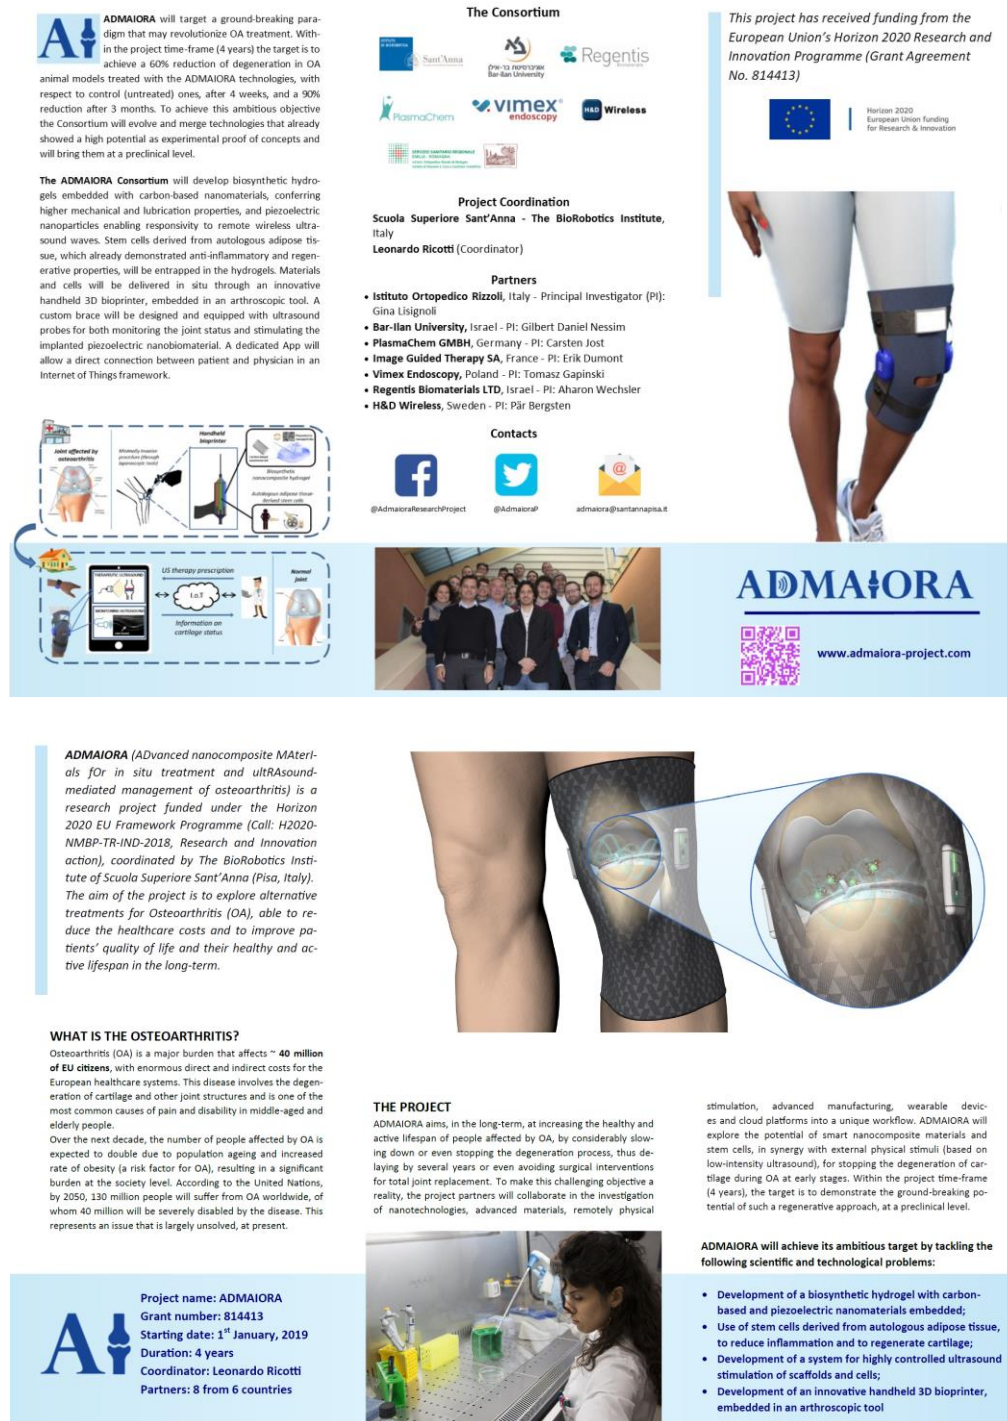 ADMAIORA will target a ground-breaking para-
digm that may revolutionize OA treatment. With-
in the project time-frame (4 years) the target is to
achieve a 60% reduction of degeneration in OA
animal models treated with the ADMAIORA technologies, with
respect to control (untreated) ones, after 4 weeks, and a 90%
reduction after 3 months. To achieve this ambitious objective
the Consortium will evolve and merge technologies that already
showed a high potential as experimental proof of concepts and
will bring them at a preclinical level.
The ADMAIORA Consortium will develop biosynthetic hydro-
gels embedded with carbon-based nanomaterials, conferring
higher mechanical and lubrication properties, and piezoelectric
nanoparticles enabling responsivity to remote wireless ultra-
sound waves. Stem cells derived from autologous adipose tis-
sue, which already demonstrated anti-inflammatory and regen-
erative properties, will be entrapped in the hydrogels. Materials
and cells will be delivered in situ through an innovative
handheld 3D bioprinter, embedded in an arthroscopic tool. A
custom brace will be designed and equipped with ultrasound
probes for both monitoring the joint status and stimulating the
implanted piezoelectric nanobiomaterial. A dedicated App will
allow a direct connection between patient and physician in an
Internet of Things framework.
Joint affected by
osteoarthritis
Handheld
bioprinter
Biosynthetic
nanocomposite hydrogel
Autologous adipose tissue-
derived stem cells
THERAPEUTIC ULTRASOUND
MONITORING ULTRASOUND
US therapy prescription
I.o.T
Information on
cartilage status
Normal
Joint
The Consortium
Sant'Anna
אוניברסיטת בר-אילן
Bar-Ilan University
Regentis
Biomaterials
PlasmaChem
vimex
endoscopy
H&D Wireless
SERVIZIO SANITARIO REGIONALE
EMILIA - ROMAGNA
Project Coordination
Scuola Superiore Sant'Anna - The BioRobotics Institute,
Italy
Leonardo Ricotti (Coordinator)
Partners
• Istituto Ortopedico Rizzoli, Italy - Principal Investigator (PI):
Gina Lisignoli
• Bar-Ilan University, Israel - PI: Gilbert Daniel Nessim
• PlasmaChem GMBH, Germany - PI: Carsten Jost
• Image Guided Therapy SA, France - PI: Erik Dumont
• Vimex Endoscopy, Poland - PI: Tomasz Gapinski
• Regentis Biomaterials LTD, Israel - PI: Aharon Wechsler
• H&D Wireless, Sweden - PI: Pär Bergsten
Contacts
@AdmaioraResearchProject
@AdmaioraP
admaiora@santannapisa.it
This project has received funding from the
European Union's Horizon 2020 Research and
Innovation Programme (Grant Agreement
No. 814413)
Horizon 2020
European Union funding
for Research & Innovation
ADMAIORA
www.admaiora-project.com
ADMAIORA (ADvanced nanocomposite MAterI-
als fOr in situ treatment and ultRAsound-
mediated management of osteoarthritis) is a
research project funded under the Horizon
2020 EU Framework Programme (Call: H2020-
NMBP-TR-IND-2018, Research and Innovation
action), coordinated by The BioRobotics Insti-
tute of Scuola Superiore Sant'Anna (Pisa, Italy).
The aim of the project is to explore alternative
treatments for Osteoarthritis (OA), able to re-
duce the healthcare costs and to improve pa-
tients' quality of life and their healthy and ac-
tive lifespan in the long-term.
WHAT IS THE OSTEOARTHRITIS?
Osteoarthritis (OA) is a major burden that affects ~ 40 million
of EU citizens, with enormous direct and indirect costs for the
European healthcare systems. This disease involves the degen-
eration of cartilage and other joint structures and is one of the
most common causes of pain and disability in middle-aged and
elderly people.
Over the next decade, the number of people affected by OA is
expected to double due to population ageing and increased
rate of obesity (a risk factor for OA), resulting in a significant
burden at the society level. According to the United Nations,
by 2050, 130 million people will suffer from OA worldwide, of
whom 40 million will be severely disabled by the disease. This
represents an issue that is largely unsolved, at present.
Project name: ADMAIORA
Grant number: 814413
Starting date: 1st January, 2019
Duration: 4 years
Coordinator: Leonardo Ricotti
Partners: 8 from 6 countries
THE PROJECT
ADMAIORA aims, in the long-term, at increasing the healthy and
active lifespan of people affected by OA, by considerably slow-
ing down or even stopping the degeneration process, thus de-
laying by several years or even avoiding surgical interventions
for total joint replacement. To make this challenging objective a
reality, the project partners will collaborate in the investigation
of nanotechnologies, advanced materials, remotely physical
stimulation, advanced manufacturing, wearable devic-
es and cloud platforms into a unique workflow. ADMAIORA will
explore the potential of smart nanocomposite materials and
stem cells, in synergy with external physical stimuli (based on
low-intensity ultrasound), for stopping the degeneration of car-
tilage during OA at early stages. Within the project time-frame
(4 years), the target is to demonstrate the ground-breaking po-
tential of such a regenerative approach, at a preclinical level.
ADMAIORA will achieve its ambitious target by tackling the
following scientific and technological problems:
• Development of a biosynthetic hydrogel with carbon-
based and piezoelectric nanomaterials embedded;
• Use of stem cells derived from autologous adipose tissue,
to reduce inflammation and to regenerate cartilage;
• Development of a system for highly controlled ultrasound
stimulation of scaffolds and cells;
• Development of an innovative handheld 3D bioprinter,
embedded in an arthroscopic tool